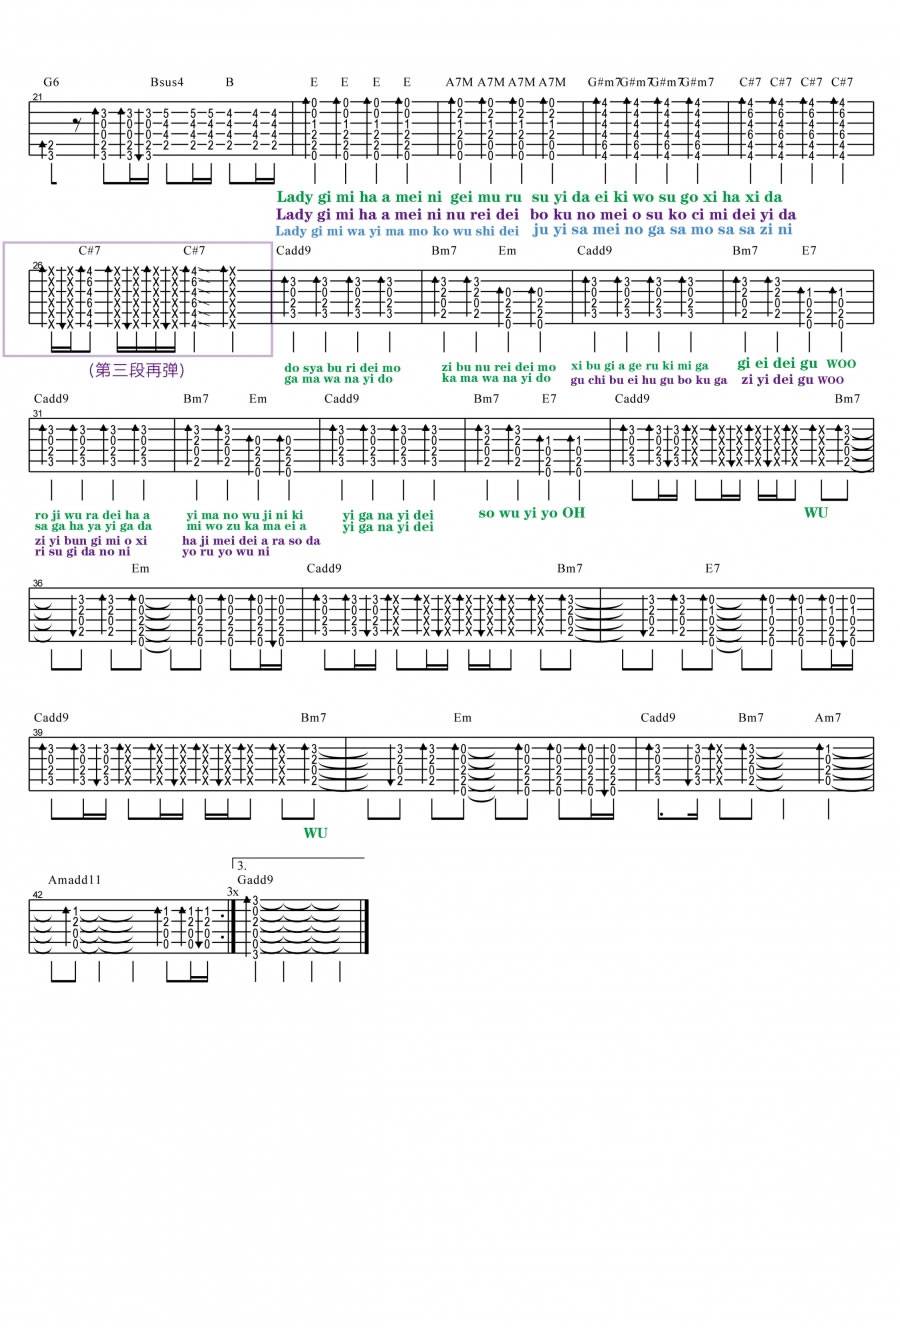 G6 Bsus4 B E E E E A7M A7M A7M A7M G#m7 G#m7 G#m7 G#m7 C#7 C#7 C#7 C#7
21
Lady gi mi ha a mei ni gei mu ru su yi da ei ki wo su go xi ha xi da
Lady gi mi ha a mei ni nu rei dei bo ku no mei o su ko ci mi dei yi da
Lady gi mi wa yi ma mo ko wu shi dei ju yi sa mei no ga sa mo sa sa zi ni
C#7 C#7 Cadd9 Bm7 Em Cadd9 Bm7 E7
26
(第三段再弹)
do sya bu ri dei mo zi bu nu rei dei mo xi bu gi a ge ru ki mi ga gi ei dei gu WOO
ga ma wa na yi do ka ma wa na yi do gu chi bu ei hu gu bo ku ga zi yi dei gu WOO
Cadd9 Bm7 Em Cadd9 Bm7 E7 Cadd9 Bm7
31
ro ji wu ra dei ha a yi ma no wu ji ni ki yi ga na yi dei so wu yi yo OH WU
sa ga ha ya yi ga da mi wo zu ka ma ei a yi ga na yi dei
zi yi bun gi mi o xi ha ji mei dei a ra so da
ri su gi da no ni yo ru yo wu ni
Em Cadd9 Bm7 E7
36
Cadd9 Bm7 Em Cadd9 Bm7 Am7
39
WU
3.
Amadd11 3x Gadd9
42